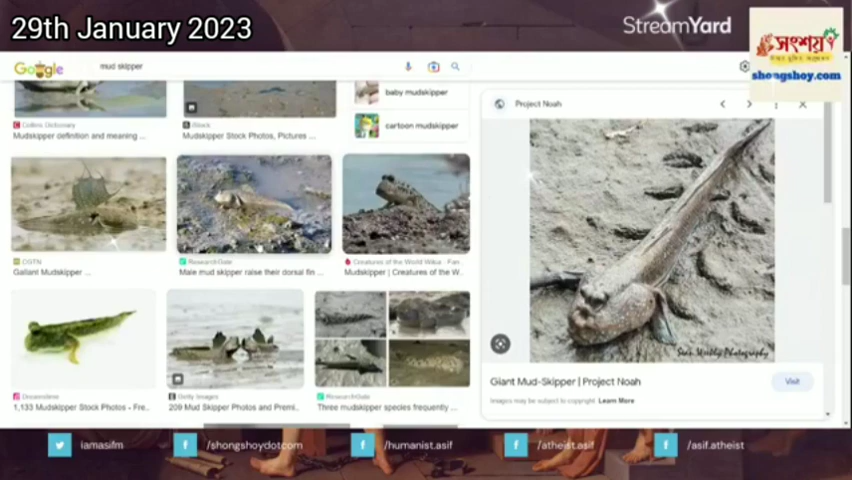 29th January 2023
StreamYard
সংশয়
shongshoy.com
Google
mud skipper
baby mudskipper
cartoon mudskipper
Collins Dictionary
Mudskipper definition and meaning ...
iStock
Mudskipper Stock Photos, Pictures ...
Project Noah
DGTN
Gallant Mudskipper ...
ResearchGate
Male mud skipper raise their dorsal fin ...
Creatures of the World Wikia - Fan...
Mudskipper | Creatures of the W...
Dreamstime
1,133 Mudskipper Stock Photos - Fre...
Getty Images
209 Mud Skipper Photos and Premi...
ResearchGate
Three mudskipper species frequently ...
Giant Mud-Skipper | Project Noah
Visit
Images may be subject to copyright. Learn More
iamasifm
/shongshoydotcom
/humanist.asif
/atheist.asif
/asif.atheist